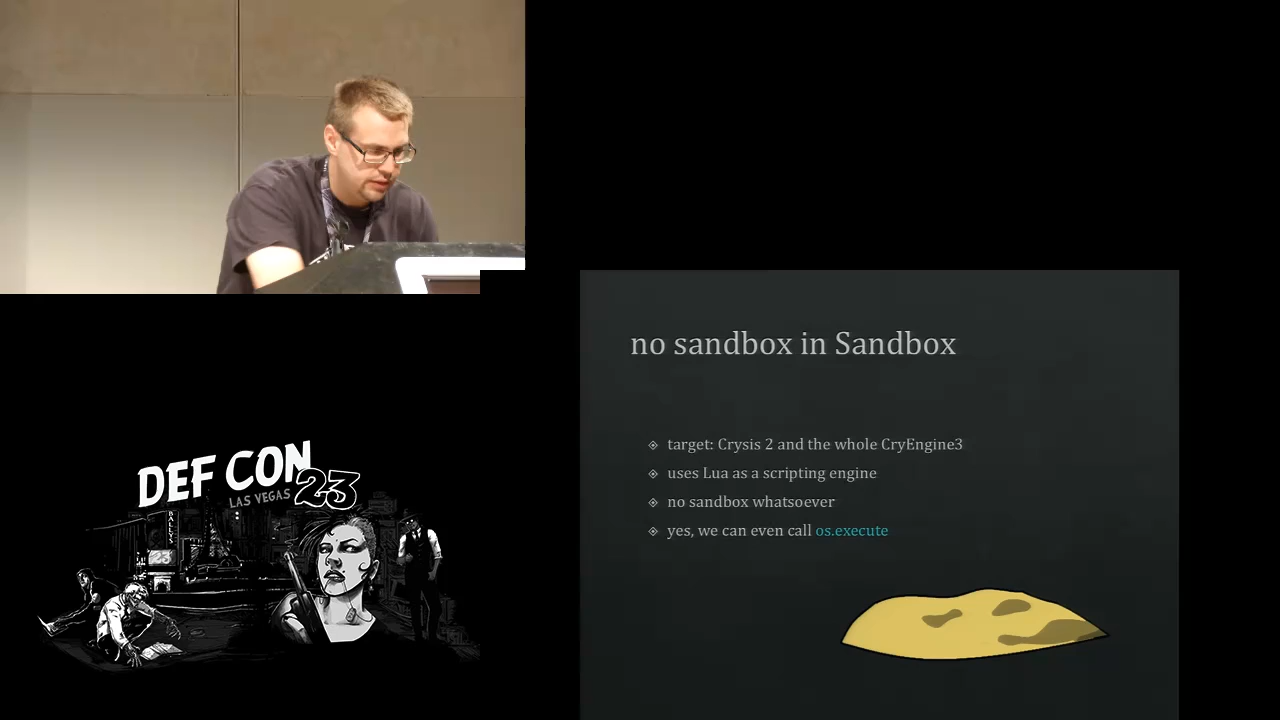 no sandbox in Sandbox
target: Crysis 2 and the whole CryEngine3
uses Lua as a scripting engine
no sandbox whatsoever
yes, we can even call os.execute
DEF CON
LAS VEGAS 23
BALLYS